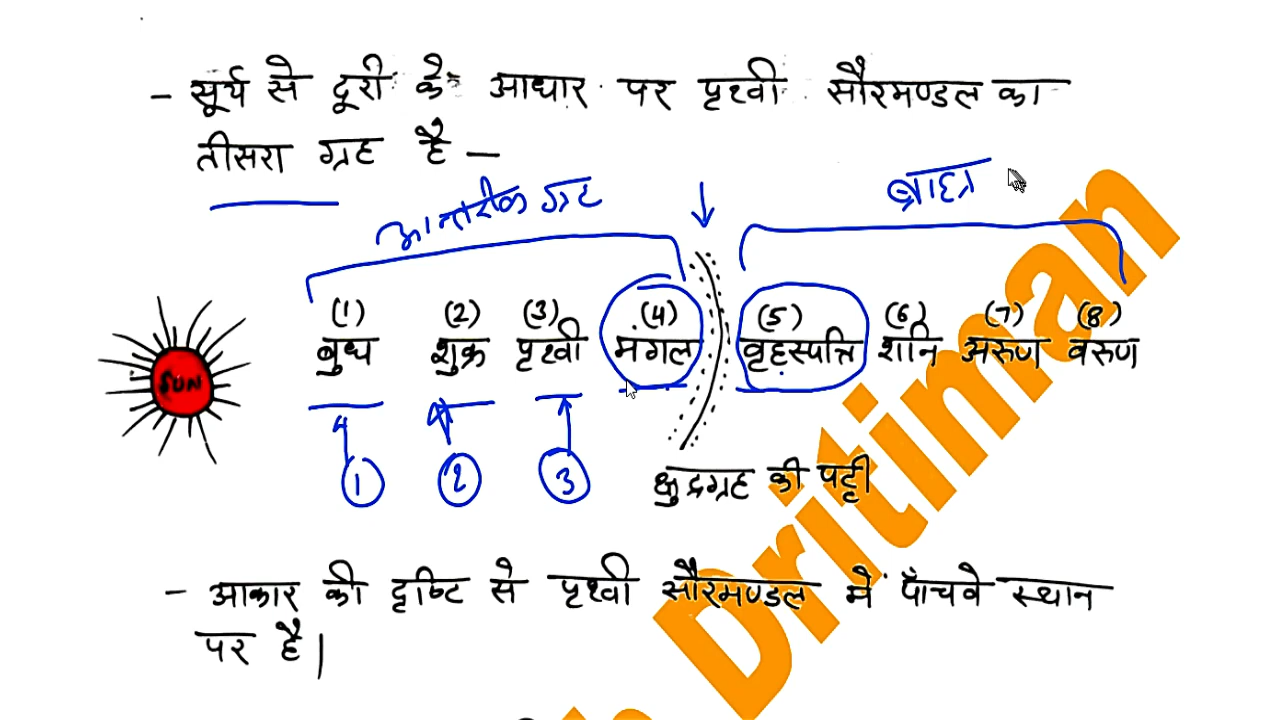 - सूर्य से दूरी के आधार पर पृथ्वी सौरमण्डल का
तीसरा ग्रह है -
आन्तरीक ग्रह
बाह्य
(1) (2) (3) (4) (5) (6) (7) (8)
बुध शुक्र पृथ्वी मंगल वृहस्पत्ति शनि अरुण वरुण
SUN
1 2 3
क्षुद्रग्रह की पट्टी
- आकार की दृष्टि से पृथ्वी सौरमण्डल में पाँचवे स्थान
पर है।
Dritiman